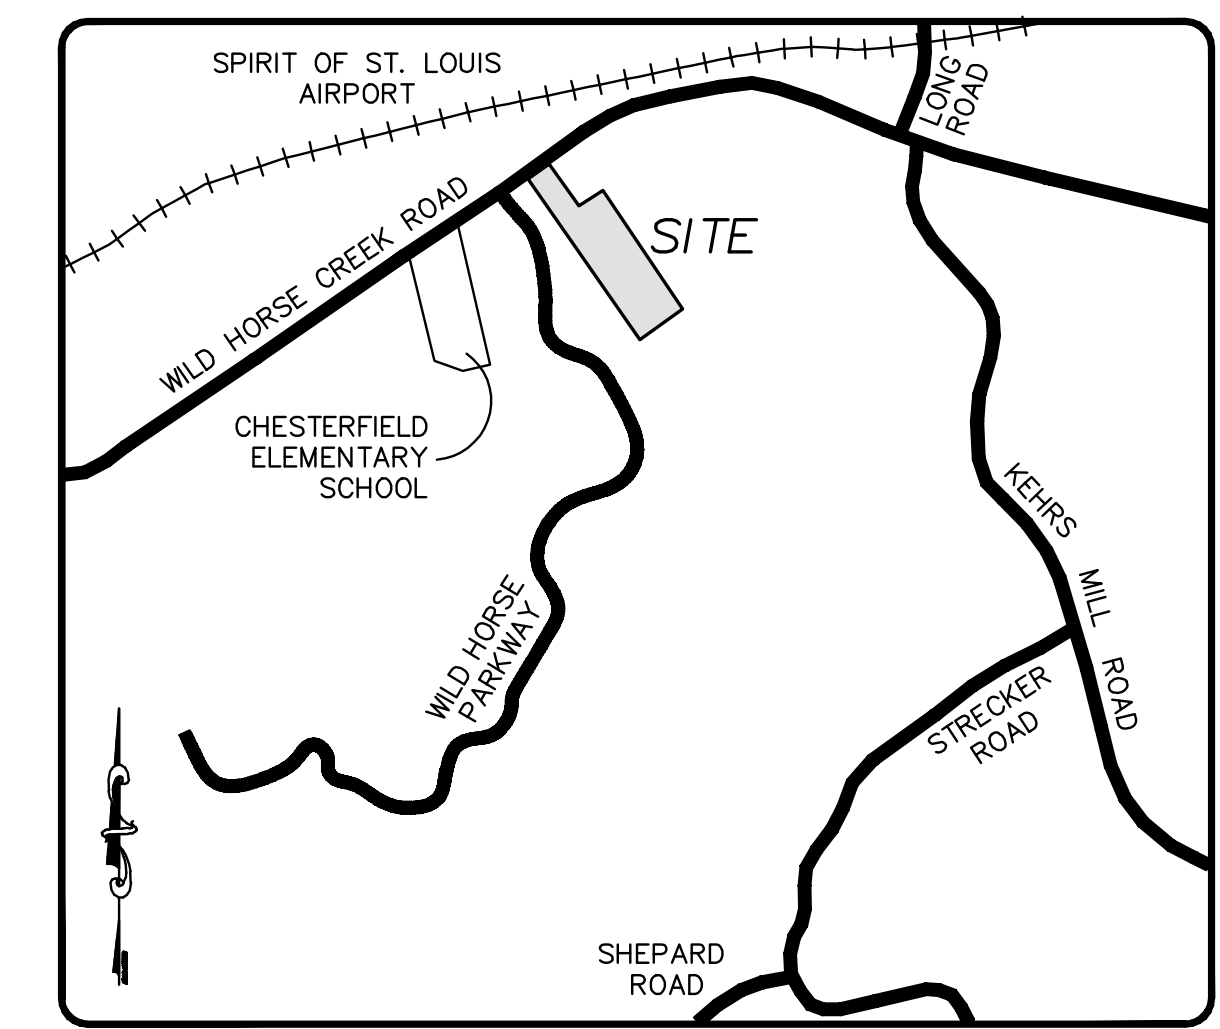 SPIRIT OF ST. LOUIS
AIRPORT
LONG
ROAD
WILD HORSE CREEK ROAD
SITE
CHESTERFIELD
ELEMENTARY
SCHOOL
KEHRS MILL ROAD
WILD HORSE
PARKWAY
STRECKER
ROAD
SHEPARD
ROAD